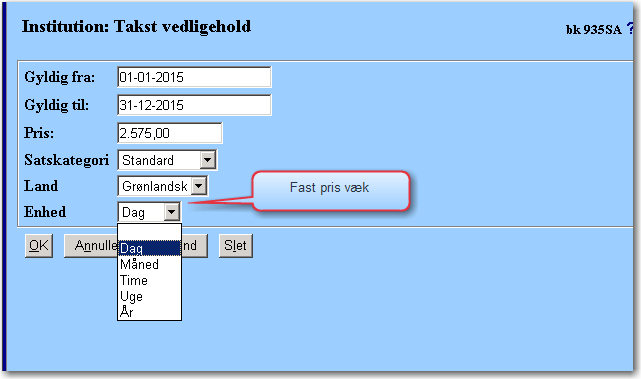 Institution: Takst vedligehold
bk 935SA ?
Gyldig fra: 01-01-2015
Gyldig til: 31-12-2015
Pris: 2.575,00
Satskategori Standard
Land Grønlandsk
Fast pris væk
Enhed Dag
OK Annulle nd Slet
Dag
Måned
Time
Uge
År